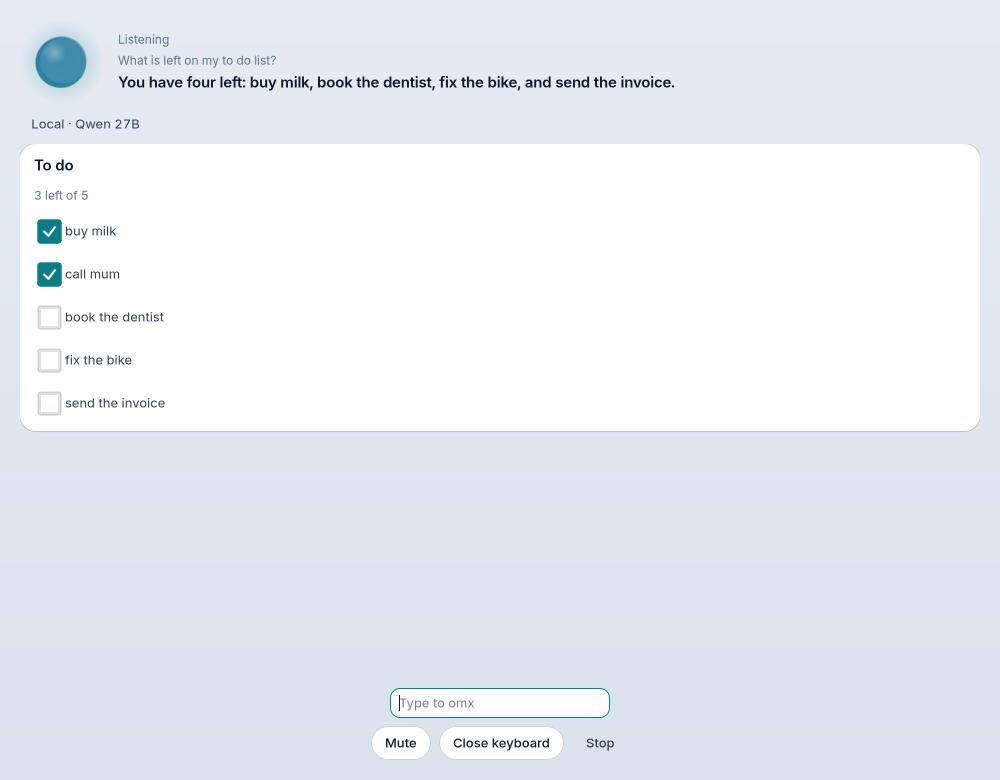 Listening
What is left on my to do list?
You have four left: buy milk, book the dentist, fix the bike, and send the invoice.
Local · Qwen 27B
To do
3 left of 5
buy milk
call mum
book the dentist
fix the bike
send the invoice
Type to omx
Mute
Close keyboard
Stop